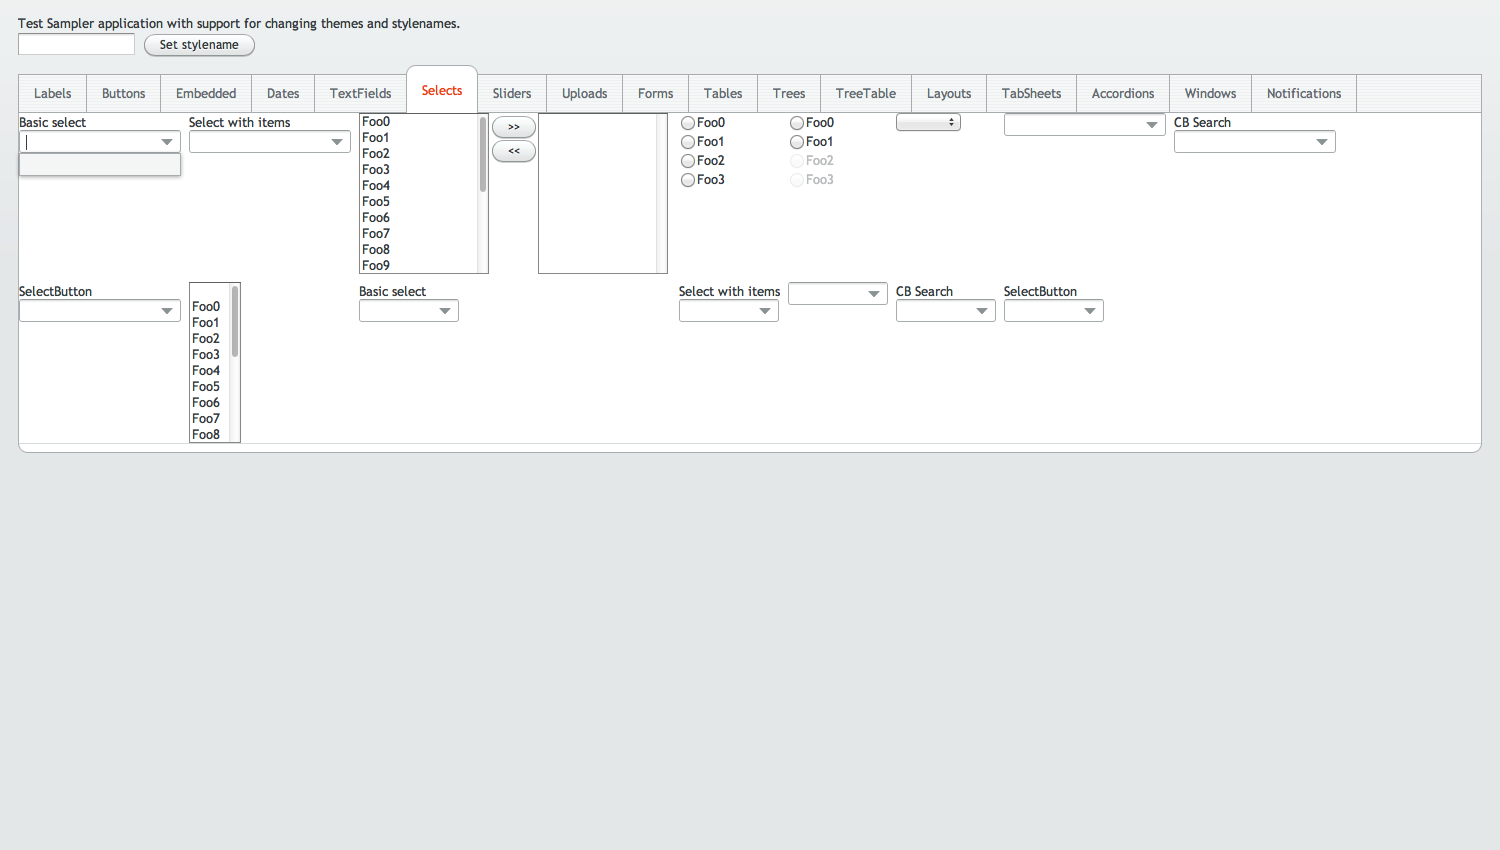 Test Sampler application with support for changing themes and stylenames.
Set stylename
Labels Buttons Embedded Dates TextFields Selects Sliders Uploads Forms Tables Trees TreeTable Layouts TabSheets Accordions Windows Notifications
Basic select
Select with items
Foo0
Foo1
Foo2
Foo3
Foo4
Foo5
Foo6
Foo7
Foo8
Foo9
>>
<<
Foo0
Foo1
Foo2
Foo3
Foo0
Foo1
Foo2
Foo3
CB Search
SelectButton
Foo0
Foo1
Foo2
Foo3
Foo4
Foo5
Foo6
Foo7
Foo8
Basic select
Select with items
CB Search
SelectButton